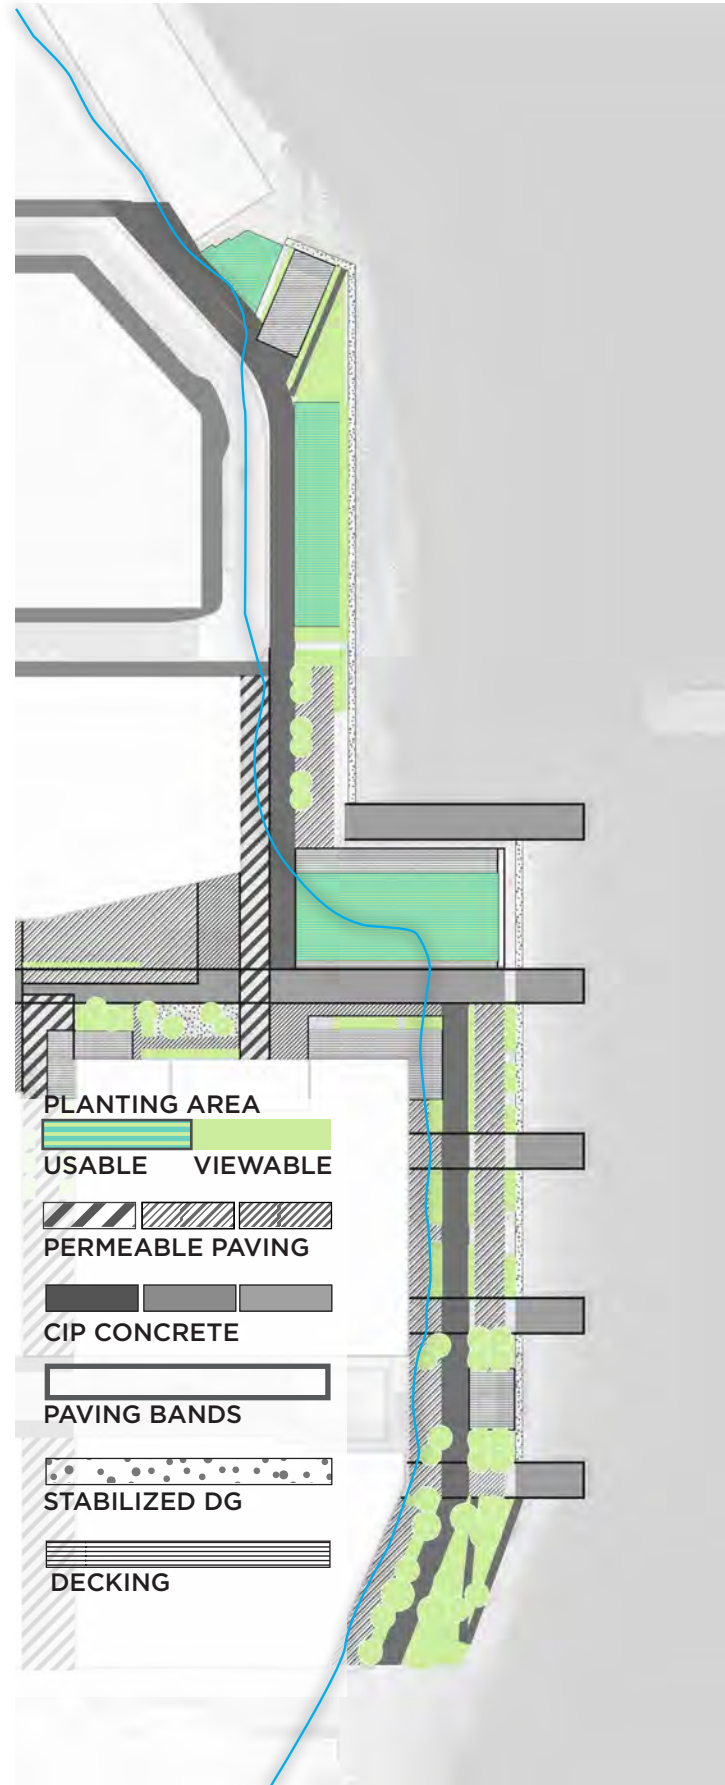 PLANTING AREA
USABLE VIEWABLE
PERMEABLE PAVING
CIP CONCRETE
PAVING BANDS
STABILIZED DG
DECKING